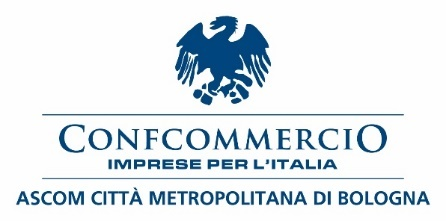 CONFCOMMERCIO
IMPRESE PER L'ITALIA
ASCOM CITTÀ METROPOLITANA DI BOLOGNA